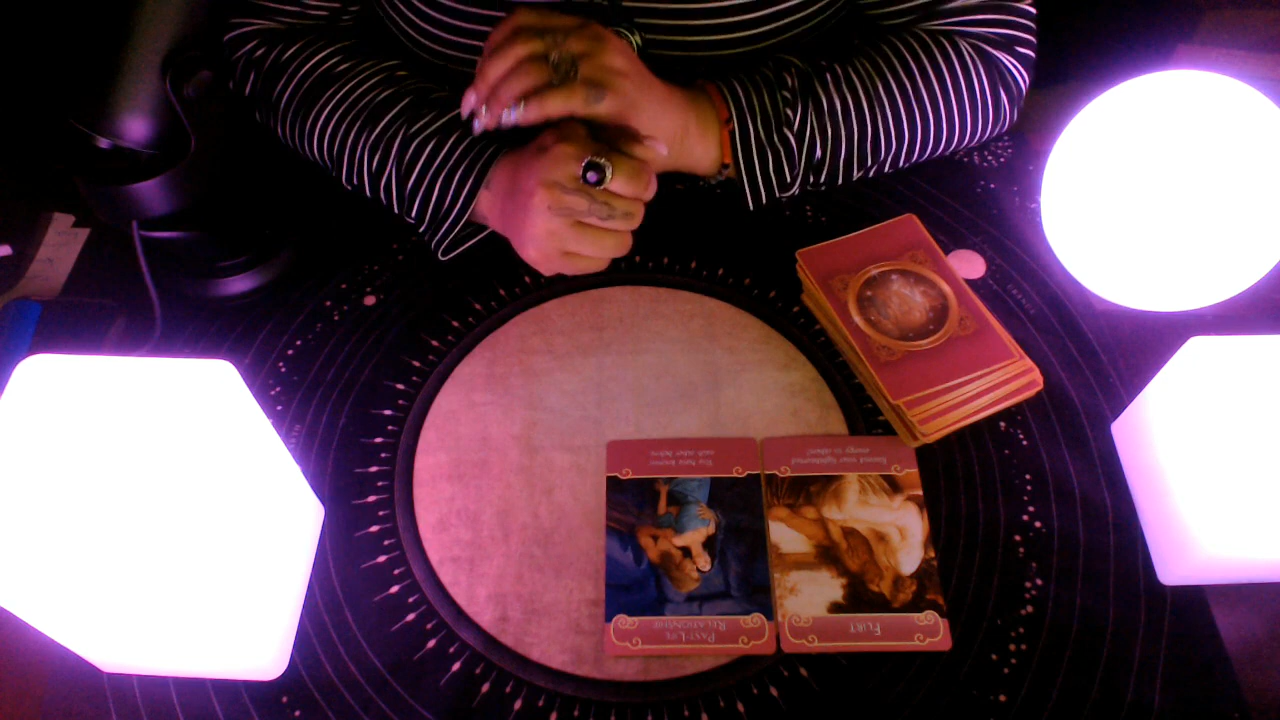 PAST-LIFE
RELATIONSHIP
You have known
each other before
FLIRT
Extend your lighthearted
energy to others!